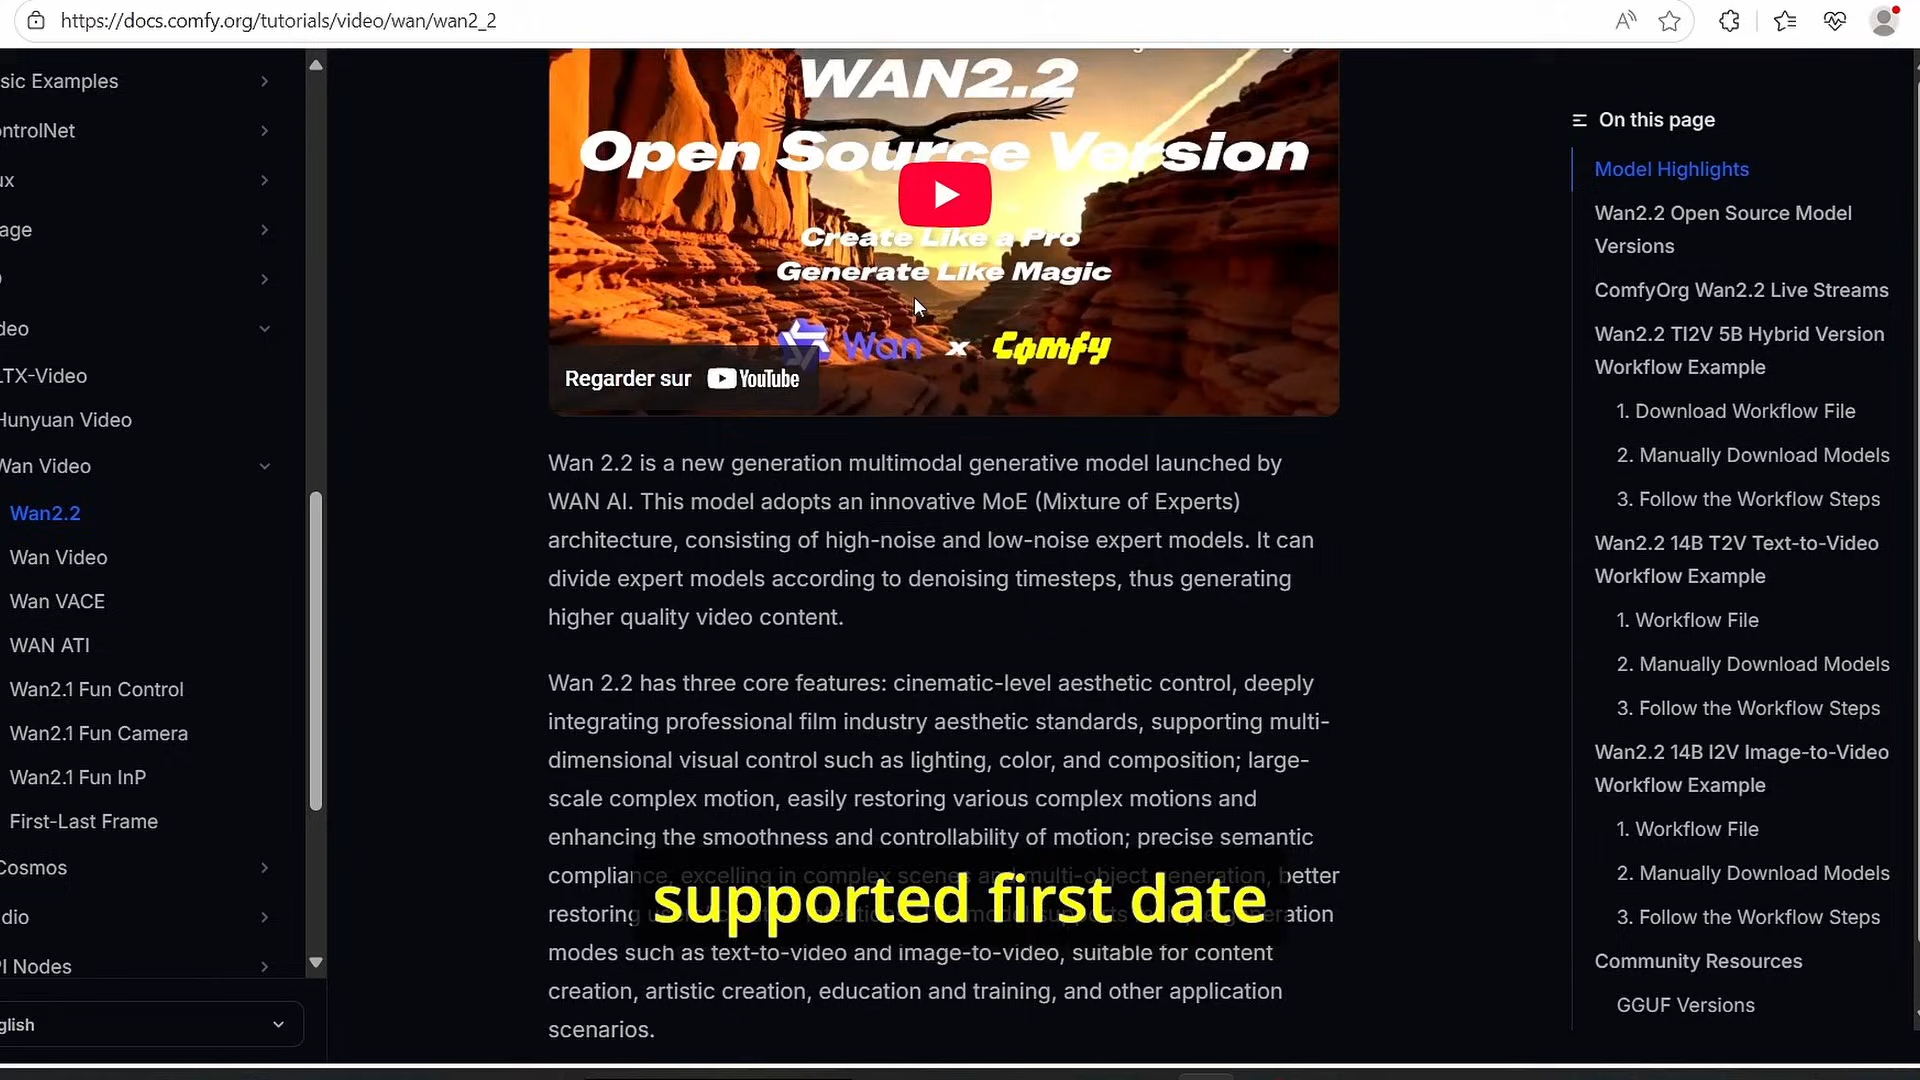 https://docs.comfy.org/tutorials/video/wan/wan2_2
sic Examples
ontrolNet
ux
age
deo
LTX-Video
Hunyuan Video
Wan Video
Wan2.2
Wan Video
Wan VACE
WAN ATI
Wan2.1 Fun Control
Wan2.1 Fun Camera
Wan2.1 Fun InP
First-Last Frame
Cosmos
dio
PI Nodes
glish
WAN2.2
Open Source Version
Create Like a Pro
Generate Like Magic
Wan x Comfy
Regarder sur YouTube
Wan 2.2 is a new generation multimodal generative model launched by
WAN AI. This model adopts an innovative MoE (Mixture of Experts)
architecture, consisting of high-noise and low-noise expert models. It can
divide expert models according to denoising timesteps, thus generating
higher quality video content.
Wan 2.2 has three core features: cinematic-level aesthetic control, deeply
integrating professional film industry aesthetic standards, supporting multi-
dimensional visual control such as lighting, color, and composition; large-
scale complex motion, easily restoring various complex motions and
enhancing the smoothness and controllability of motion; precise semantic
compliance, excelling in complex scenes and multi-object generation, better
restoring generation
modes such as text-to-video and image-to-video, suitable for content
creation, artistic creation, education and training, and other application
scenarios.
supported first date
On this page
Model Highlights
Wan2.2 Open Source Model
Versions
ComfyOrg Wan2.2 Live Streams
Wan2.2 TI2V 5B Hybrid Version
Workflow Example
1. Download Workflow File
2. Manually Download Models
3. Follow the Workflow Steps
Wan2.2 14B T2V Text-to-Video
Workflow Example
1. Workflow File
2. Manually Download Models
3. Follow the Workflow Steps
Wan2.2 14B I2V Image-to-Video
Workflow Example
1. Workflow File
2. Manually Download Models
3. Follow the Workflow Steps
Community Resources
GGUF Versions